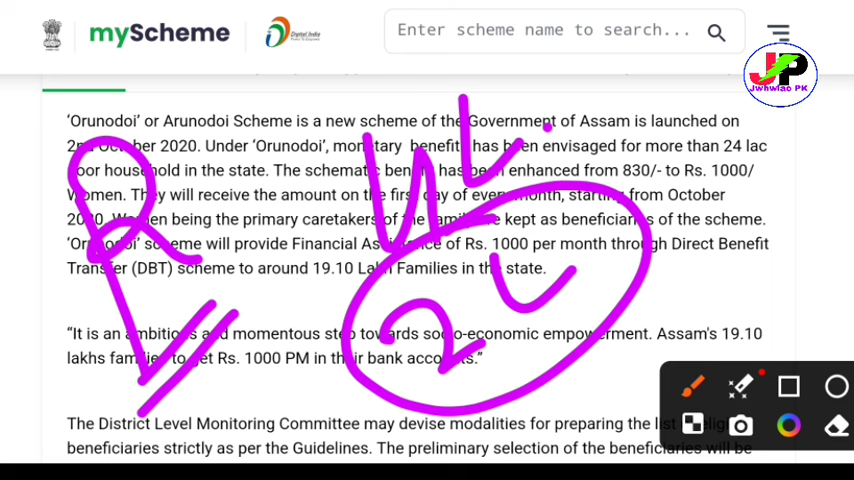 myScheme
Digital India
Enter scheme name to search...
JP
Jwhwlao PK
‘Orunodoi’ or Arunodoi Scheme is a new scheme of the Government of Assam is launched on
2nd October 2020. Under ‘Orunodoi’, monetary benefits has been envisaged for more than 24 lac
poor household in the state. The schematic benefit has been enhanced from 830/- to Rs. 1000/
Women. They will receive the amount on the first day of every month, starting from October
2020. Women being the primary caretakers of the family are kept as beneficiaries of the scheme.
‘Orunodoi’ scheme will provide Financial Assistance of Rs. 1000 per month through Direct Benefit
Transfer (DBT) scheme to around 19.10 Lakh Families in the state.
“It is an ambitious and momentous step towards socio-economic empowerment. Assam's 19.10
lakhs families to get Rs. 1000 PM in their bank accounts.”
The District Level Monitoring Committee may devise modalities for preparing the list
beneficiaries strictly as per the Guidelines. The preliminary selection of the beneficiaries will be